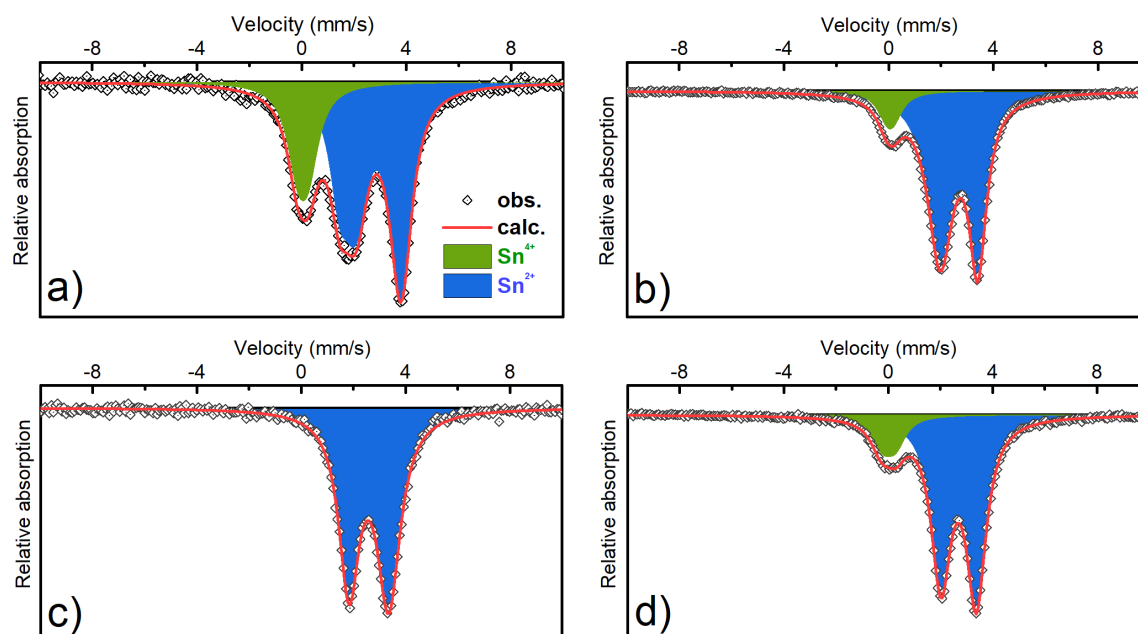 Velocity (mm/s)
-8 -4 0 4 8
Relative absorption
obs.
calc.
Sn4+
Sn2+
a)
Velocity (mm/s)
-8 -4 0 4 8
Relative absorption
b)
Velocity (mm/s)
-8 -4 0 4 8
Relative absorption
c)
Velocity (mm/s)
-8 -4 0 4 8
Relative absorption
d)